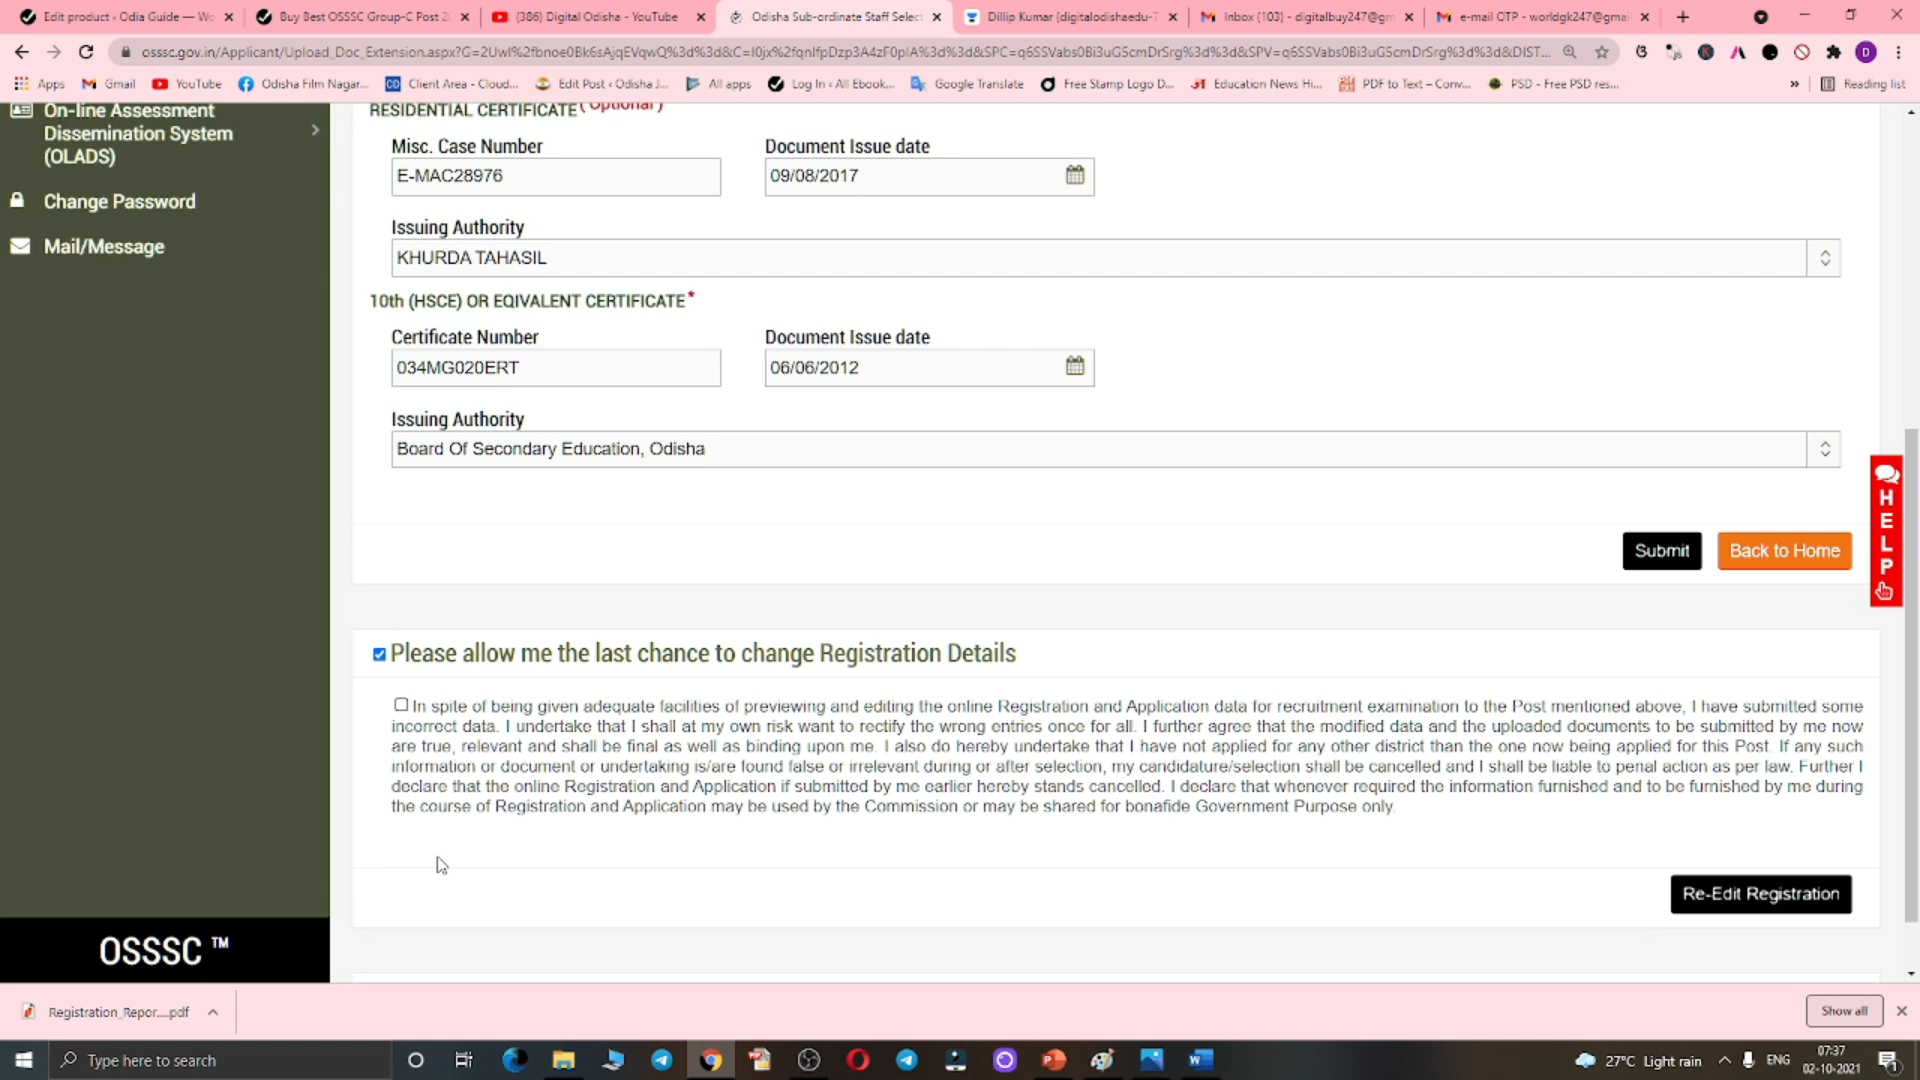 Edit product ‹ Odia Guide — Wo
Buy Best OSSSC Group-C Post 2
(386) Digital Odisha - YouTube
Odisha Sub-ordinate Staff Select
Dillip Kumar (digitalodishaedu-7
Inbox (103) - digitalbuy247@gm
e-mail OTP - worldgk247@gmai
Apps
Gmail
YouTube
Odisha Film Nagar...
Client Area - Cloud...
Edit Post ‹ Odisha J...
All apps
Log In ‹ All Ebook...
Google Translate
Free Stamp Logo D...
Education News Hi...
PDF to Text – Conv...
PSD - Free PSD res...
»
Reading list
On-line Assessment
Dissemination System
(OLADS)
Change Password
Mail/Message
OSSSC ™
RESIDENTIAL CERTIFICATE (Optional)
Misc. Case Number
Document Issue date
E-MAC28976
09/08/2017
Issuing Authority
KHURDA TAHASIL
10th (HSCE) OR EQIVALENT CERTIFICATE *
Certificate Number
Document Issue date
034MG020ERT
06/06/2012
Issuing Authority
Board Of Secondary Education, Odisha
Submit
Back to Home
HELP
Please allow me the last chance to change Registration Details
In spite of being given adequate facilities of previewing and editing the online Registration and Application data for recruitment examination to the Post mentioned above, I have submitted some
incorrect data. I undertake that I shall at my own risk want to rectify the wrong entries once for all. I further agree that the modified data and the uploaded documents to be submitted by me now
are true, relevant and shall be final as well as binding upon me. I also do hereby undertake that I have not applied for any other district than the one now being applied for this Post. If any such
information or document or undertaking is/are found false or irrelevant during or after selection, my candidature/selection shall be cancelled and I shall be liable to penal action as per law. Further I
declare that the online Registration and Application if submitted by me earlier hereby stands cancelled. I declare that whenever required the information furnished and to be furnished by me during
the course of Registration and Application may be used by the Commission or may be shared for bonafide Government Purpose only.
Re-Edit Registration
Registration_Repor....pdf
Show all
Type here to search
27°C Light rain
ENG
07:37
02-10-2021